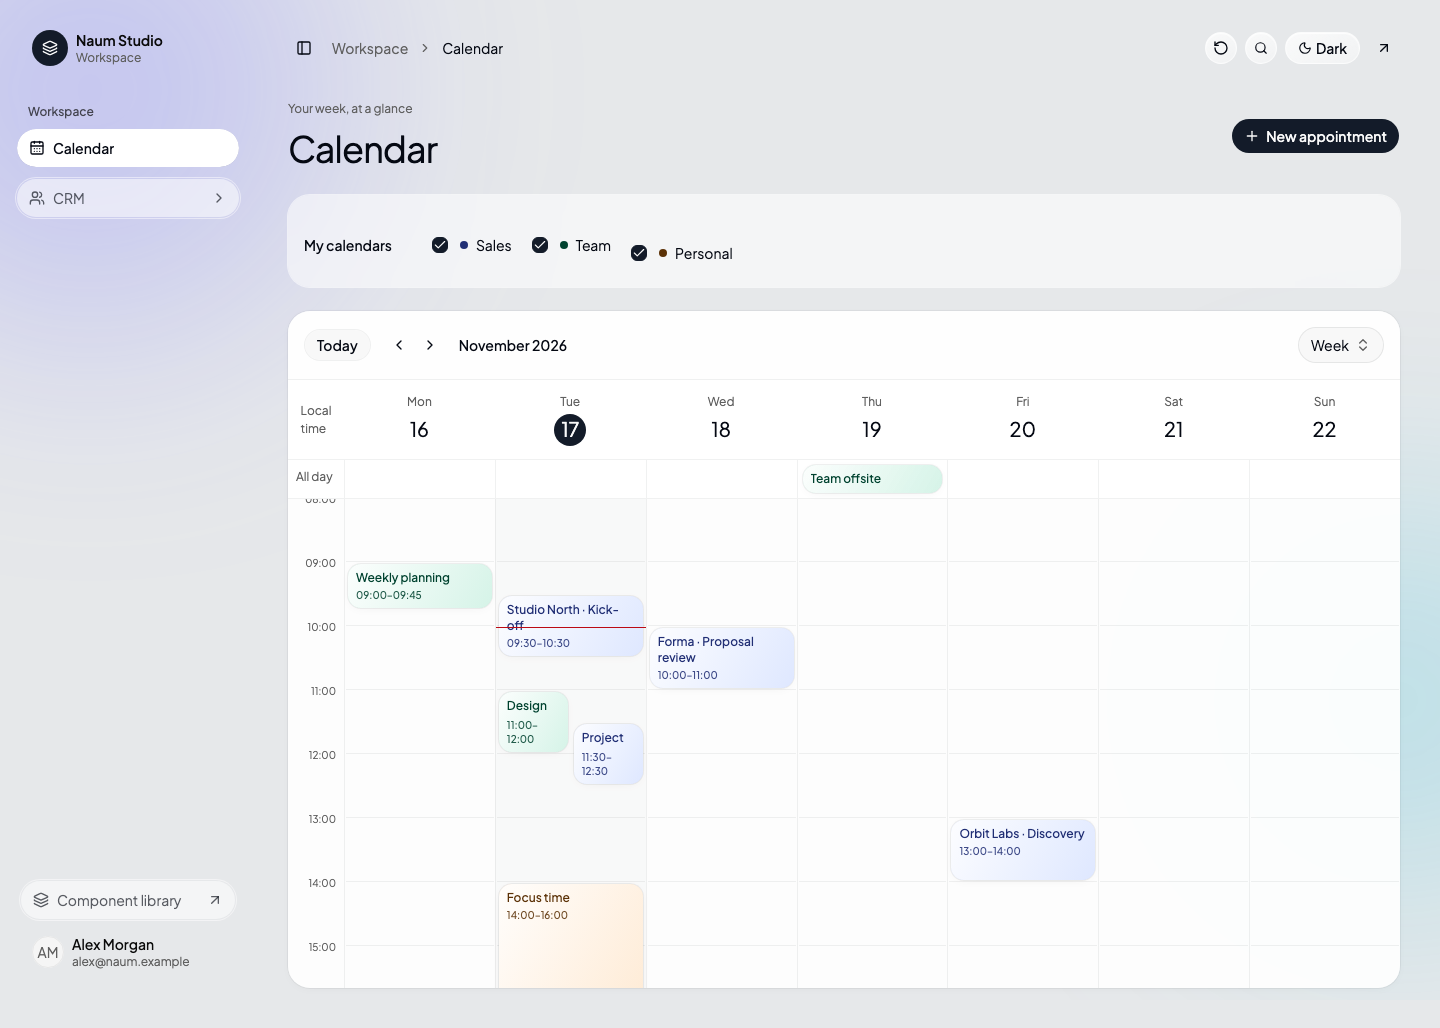 Naum Studio
Workspace
Workspace
Calendar
CRM
Component library
AM
Alex Morgan
alex@naum.example
Workspace
Calendar
Dark
Your week, at a glance
Calendar
New appointment
My calendars
Sales
Team
Personal
Today
November 2026
Week
Local
time
Mon
16
Tue
17
Wed
18
Thu
19
Fri
20
Sat
21
Sun
22
All day
Team offsite
08:00
09:00
Weekly planning
09:00–09:45
Studio North · Kick-
off
09:30–10:30
10:00
Forma · Proposal
review
10:00–11:00
11:00
Design
11:00–
12:00
Project
11:30–
12:30
12:00
13:00
Orbit Labs · Discovery
13:00–14:00
14:00
Focus time
14:00–16:00
15:00